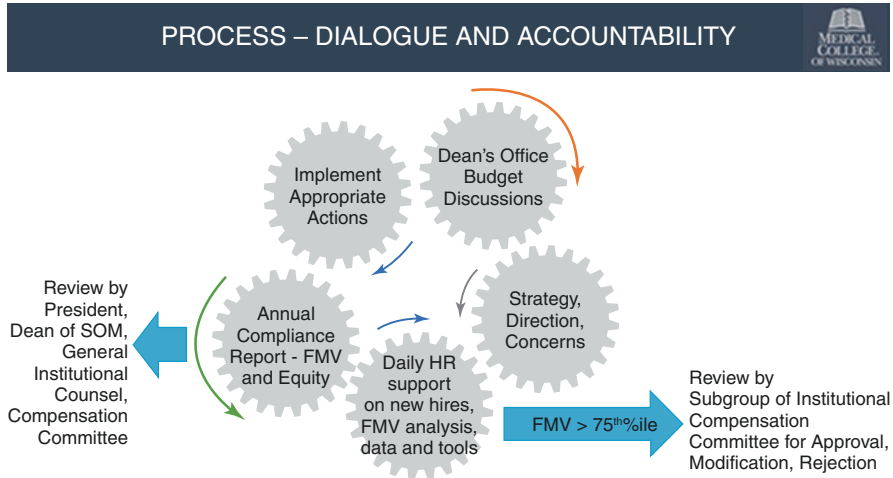 PROCESS – DIALOGUE AND ACCOUNTABILITY
MEDICAL
COLLEGE
OF WISCONSIN
Implement
Appropriate
Actions
Dean’s Office
Budget
Discussions
Strategy,
Direction,
Concerns
Daily HR
support
on new hires,
FMV analysis,
data and tools
Annual
Compliance
Report - FMV
and Equity
Review by
President,
Dean of SOM,
General
Institutional
Counsel,
Compensation
Committee
FMV > 75th%ile
Review by
Subgroup of Institutional
Compensation
Committee for Approval,
Modification, Rejection